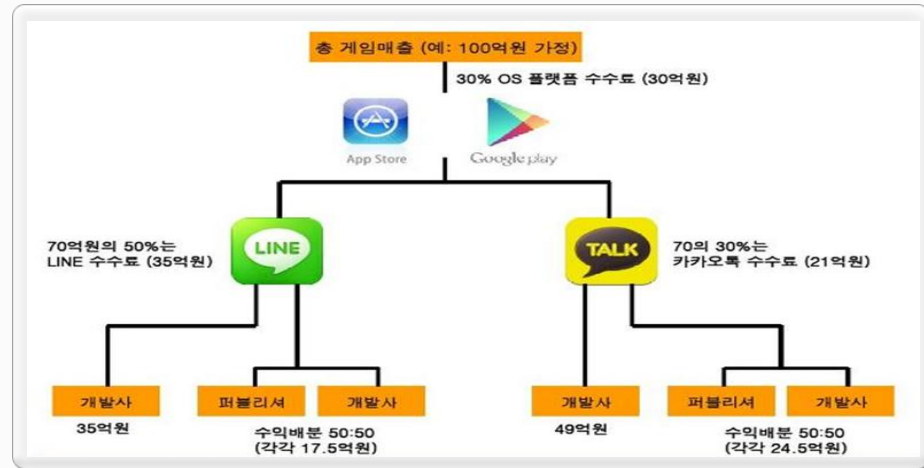 총 게임매출 (예: 100억원 가정)
30% OS 플랫폼 수수료 (30억원)
App Store
Google play
70억원의 50%는
LINE 수수료 (35억원)
LINE
TALK
70의 30%는
카카오톡 수수료 (21억원)
개발사
35억원
퍼블리셔
개발사
수익배분 50:50
(각각 17.5억원)
개발사
49억원
퍼블리셔
개발사
수익배분 50:50
(각각 24.5억원)